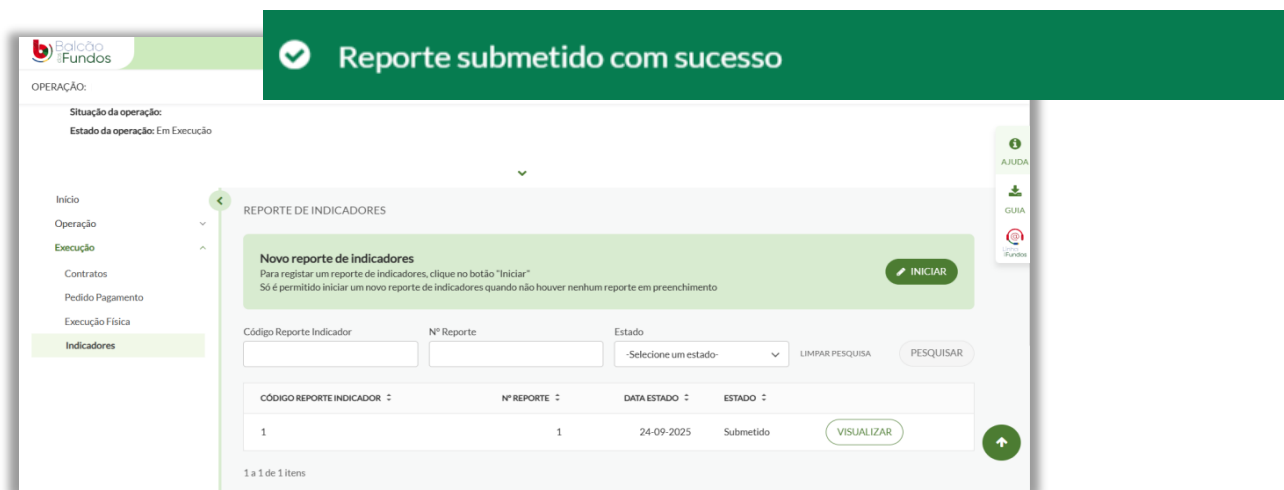 Balcão
dos Fundos
Reporte submetido com sucesso
OPERAÇÃO:
Situação da operação:
Estado da operação: Em Execução
AJUDA
GUIA
Linha dos
Fundos
Início
Operação
Execução
Contratos
Pedido Pagamento
Execução Física
Indicadores
REPORTE DE INDICADORES
Novo reporte de indicadores
Para registar um reporte de indicadores, clique no botão "Iniciar"
Só é permitido iniciar um novo reporte de indicadores quando não houver nenhum reporte em preenchimento
INICIAR
Código Reporte Indicador
Nº Reporte
Estado
-Selecione um estado-
LIMPAR PESQUISA
PESQUISAR
CÓDIGO REPORTE INDICADOR Nº REPORTE DATA ESTADO ESTADO
1 1 24-09-2025 Submetido VISUALIZAR
1 a 1 de 1 itens